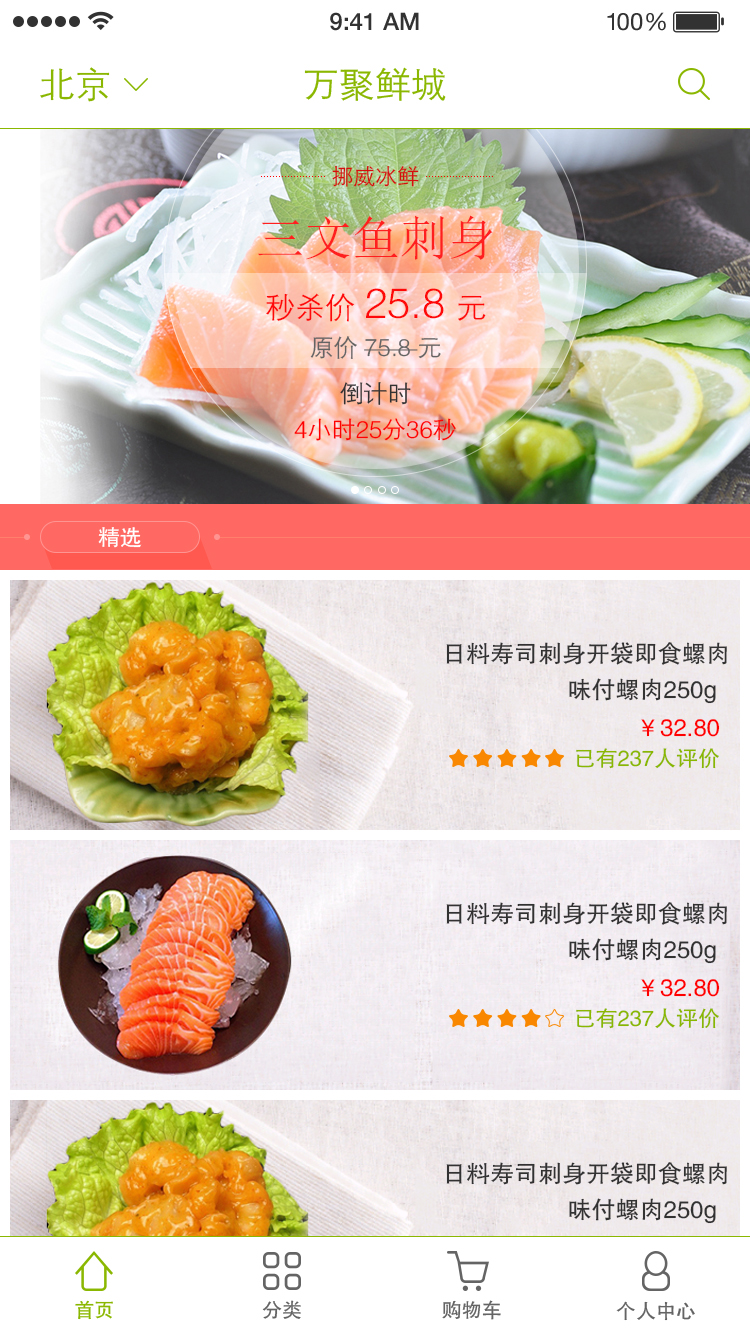 9:41 AM 100%
北京 万聚鲜城
挪威冰鲜
三文鱼刺身
秒杀价 25.8 元
原价 75.8 元
倒计时
4小时25分36秒
精选
日料寿司刺身开袋即食螺肉
味付螺肉250g
￥32.80
已有237人评价
日料寿司刺身开袋即食螺肉
味付螺肉250g
￥32.80
已有237人评价
日料寿司刺身开袋即食螺肉
味付螺肉250g
首页 分类 购物车 个人中心